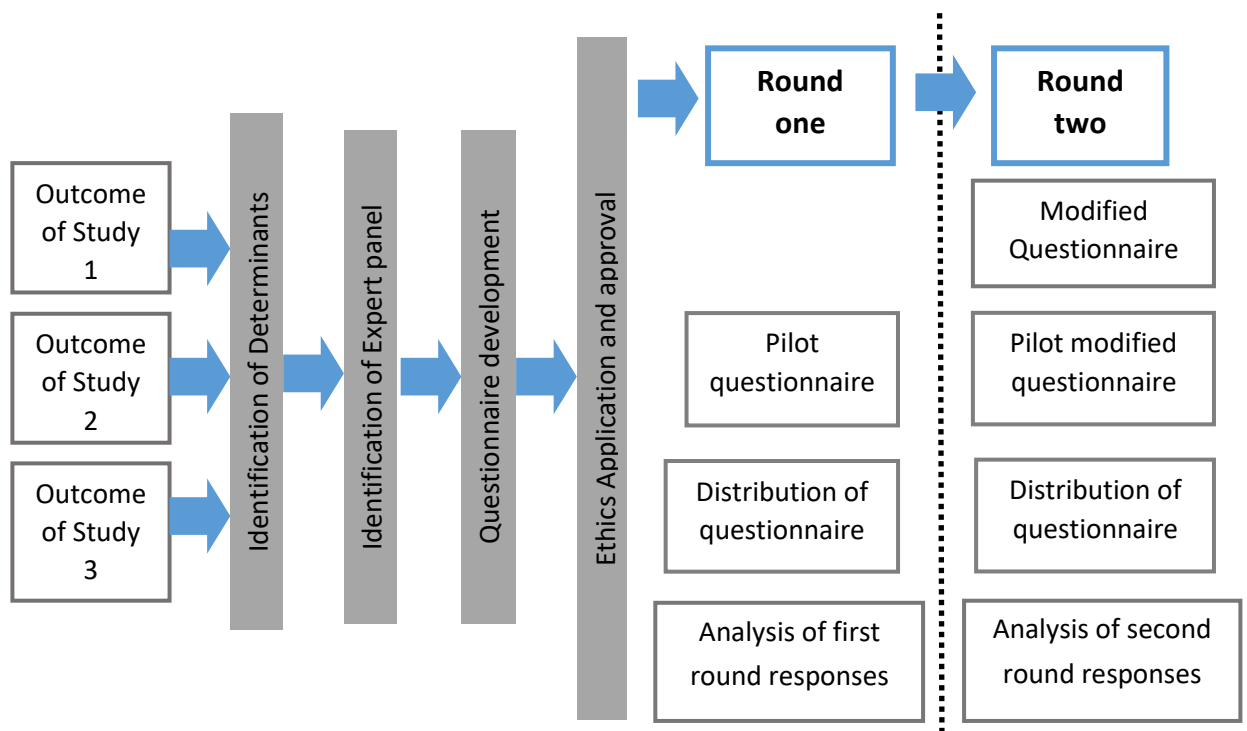 Outcome
of Study
1
Outcome
of Study
2
Outcome
of Study
3
Identification of Determinants
Identification of Expert panel
Questionnaire development
Ethics Application and approval
Round
one
Pilot
questionnaire
Distribution of
questionnaire
Analysis of first
round responses
Round
two
Modified
Questionnaire
Pilot modified
questionnaire
Distribution of
questionnaire
Analysis of second
round responses